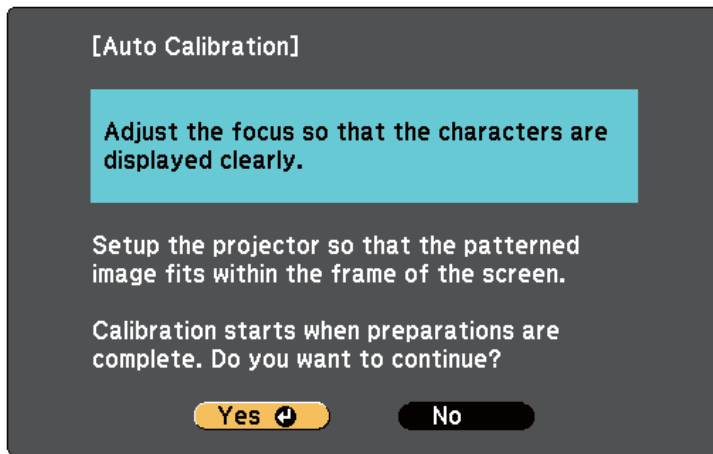 [Auto Calibration]
Adjust the focus so that the characters are
displayed clearly.
Setup the projector so that the patterned
image fits within the frame of the screen.
Calibration starts when preparations are
complete. Do you want to continue?
Yes No